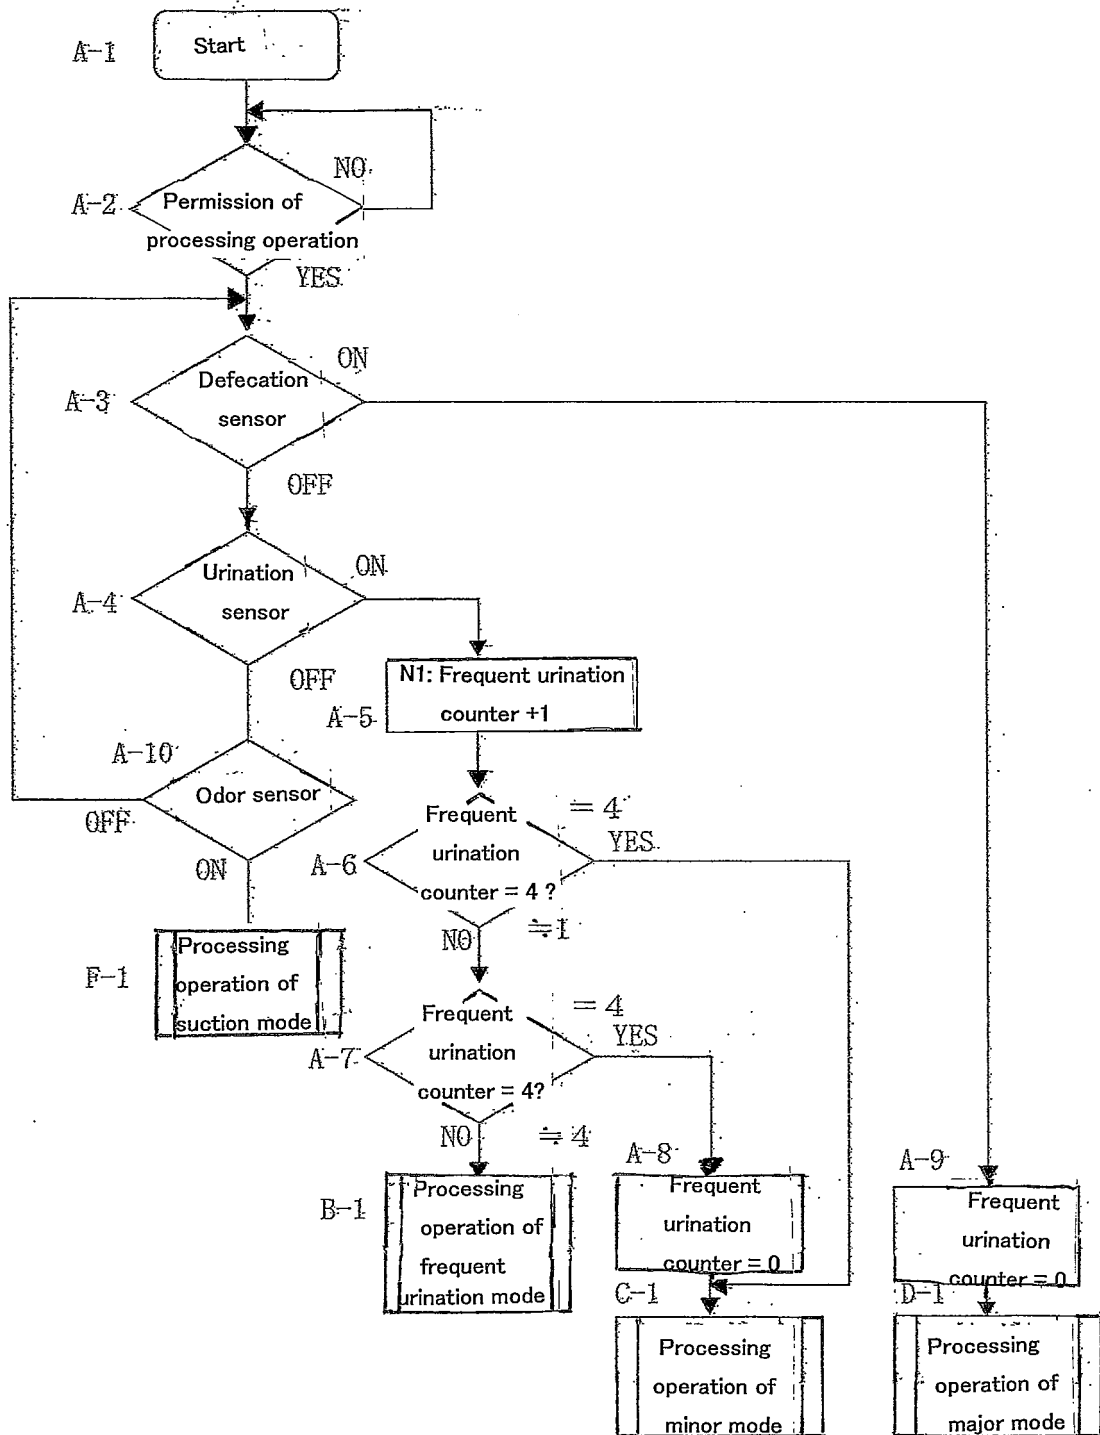 A-1
Start
NO
A-2
Permission of
processing operation
YES
ON
Defecation
A-3
sensor
OFF
ON
Urination
A-4
sensor
OFF
N1: Frequent urination
counter +1
A-5
A-10
Odor sensor
OFF
ON
= 4
Frequent
YES
urination
A-6
counter = 4 ?
NO
≒1
Processing
operation of
suction mode
F-1
= 4
Frequent
YES
urination
A-7
counter = 4?
NO
≒4
A-8
A-9
Processing
operation of
frequent
urination mode
B-1
Frequent
urination
counter = 0
Frequent
urination
counter = 0
C-1
D-1
Processing
operation of
minor mode
Processing
operation of
major mode